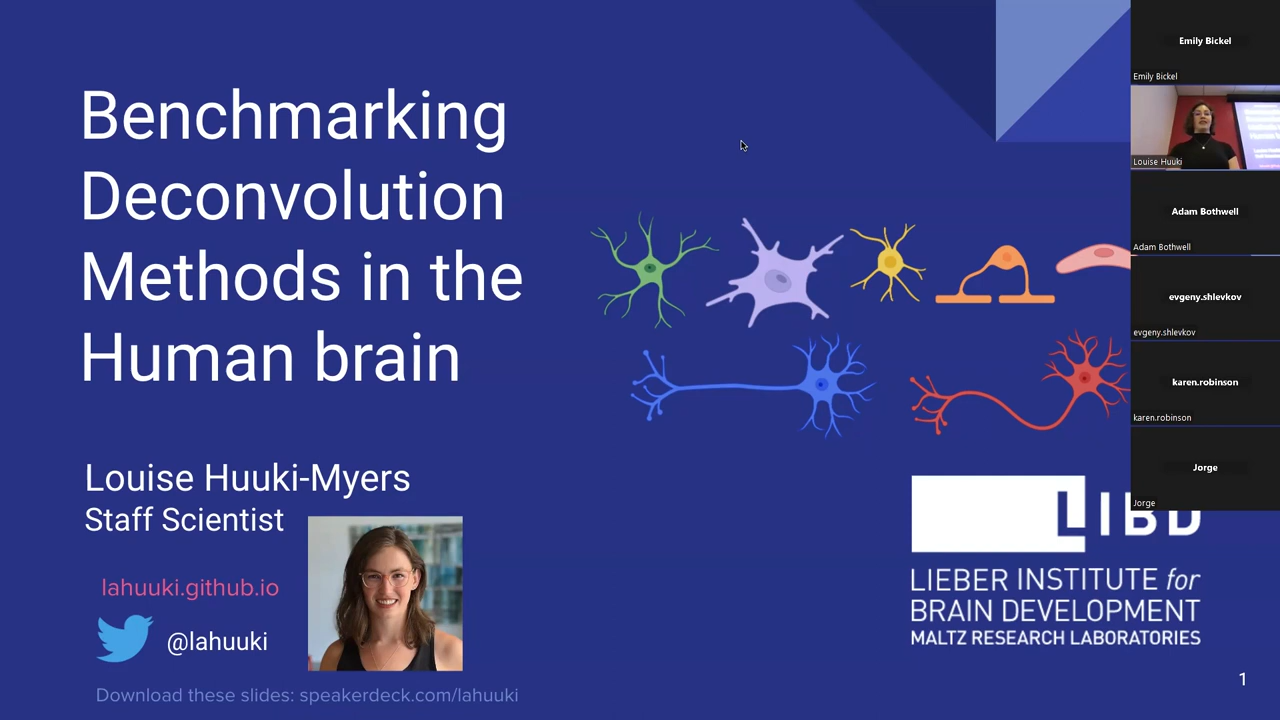 Benchmarking
Deconvolution
Methods in the
Human brain
Louise Huuki-Myers
Staff Scientist
lahuuki.github.io
@lahuuki
Download these slides: speakerdeck.com/lahuuki
LIBD
LIEBER INSTITUTE for
BRAIN DEVELOPMENT
MALTZ RESEARCH LABORATORIES
1
Emily Bickel
Emily Bickel
Louise Huuki
Adam Bothwell
Adam Bothwell
evgeny.shlevkov
evgeny.shlevkov
karen.robinson
karen.robinson
Jorge
Jorge